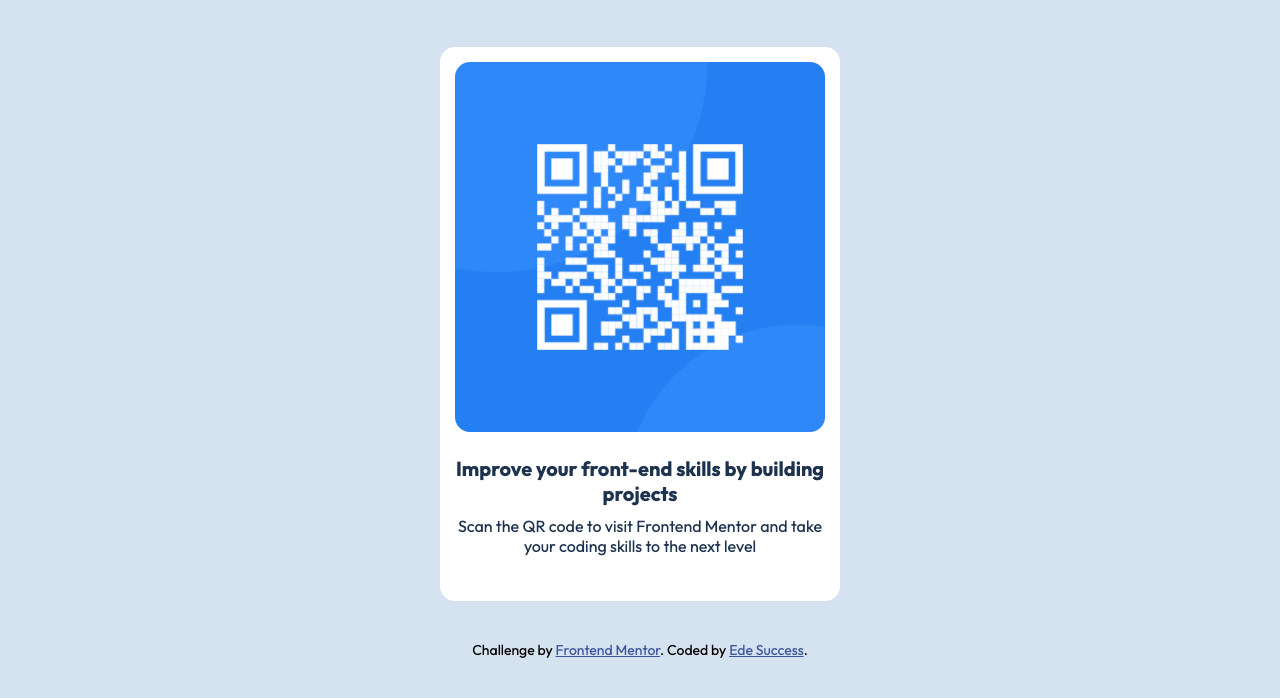 Improve your front-end skills by building
projects
Scan the QR code to visit Frontend Mentor and take
your coding skills to the next level
Challenge by Frontend Mentor. Coded by Ede Success.